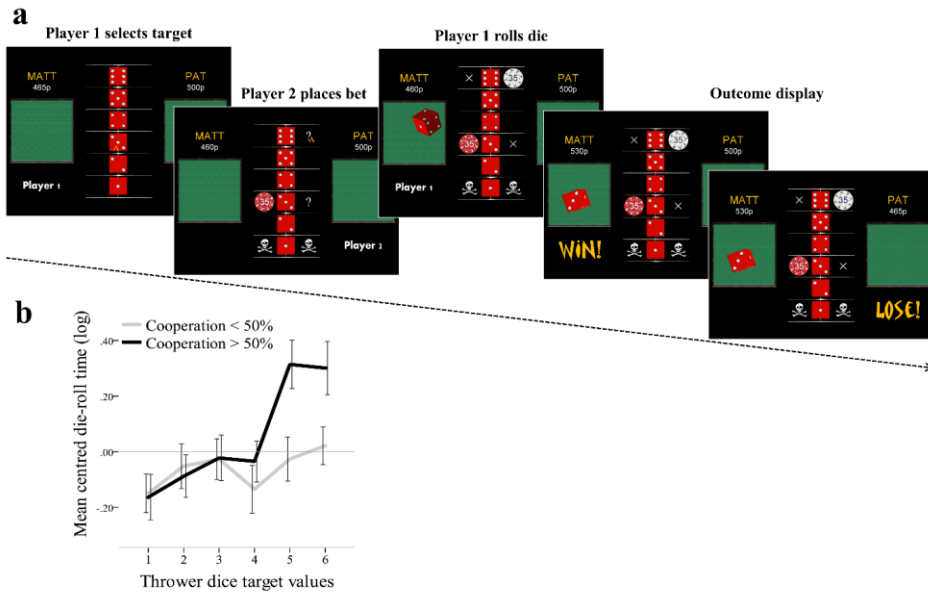 a
Player 1 selects target
MATT
465p
PAT
500p
Player 1
Player 2 places bet
MATT
460p
?
PAT
500p
35
?
Player 2
Player 1 rolls die
MATT
460p
×
35
PAT
500p
35
×
Player 1
Outcome display
MATT
530p
×
35
PAT
500p
35
×
WIN!
MATT
530p
×
35
PAT
465p
35
×
LOSE!
b
Cooperation < 50%
Cooperation > 50%
Mean centred die-roll time (log)
.40
.20
.00
-.20
1 2 3 4 5 6
Thrower dice target values